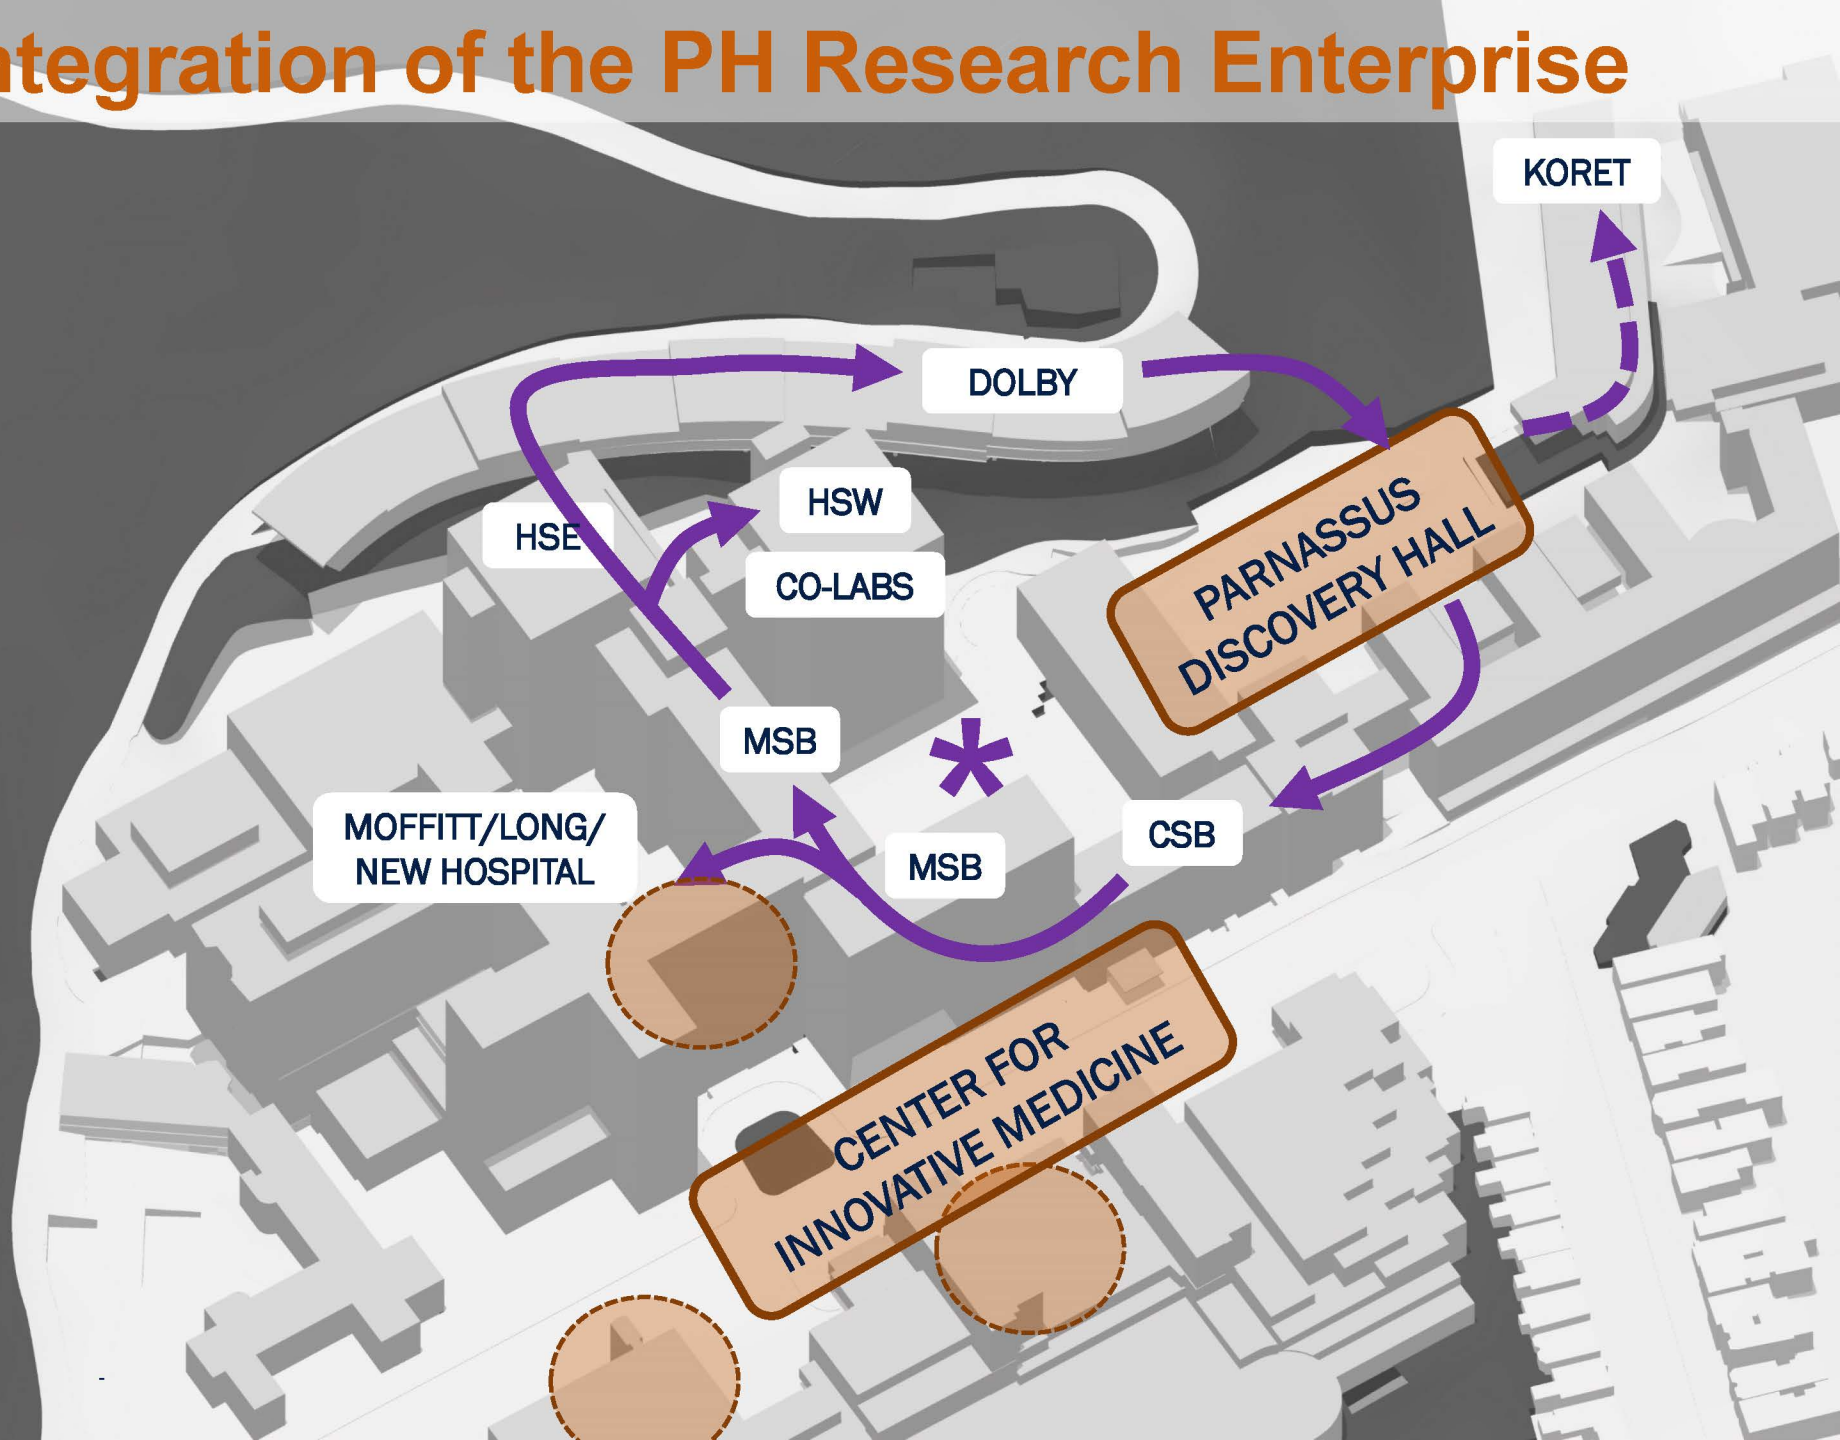 ntegration of the PH Research Enterprise
KORET
DOLBY
HSW
HSE
CO-LABS
PARNASSUS
DISCOVERY HALL
MSB
*
MOFFITT/LONG/
NEW HOSPITAL
CSB
MSB
CENTER FOR
INNOVATIVE MEDICINE
-